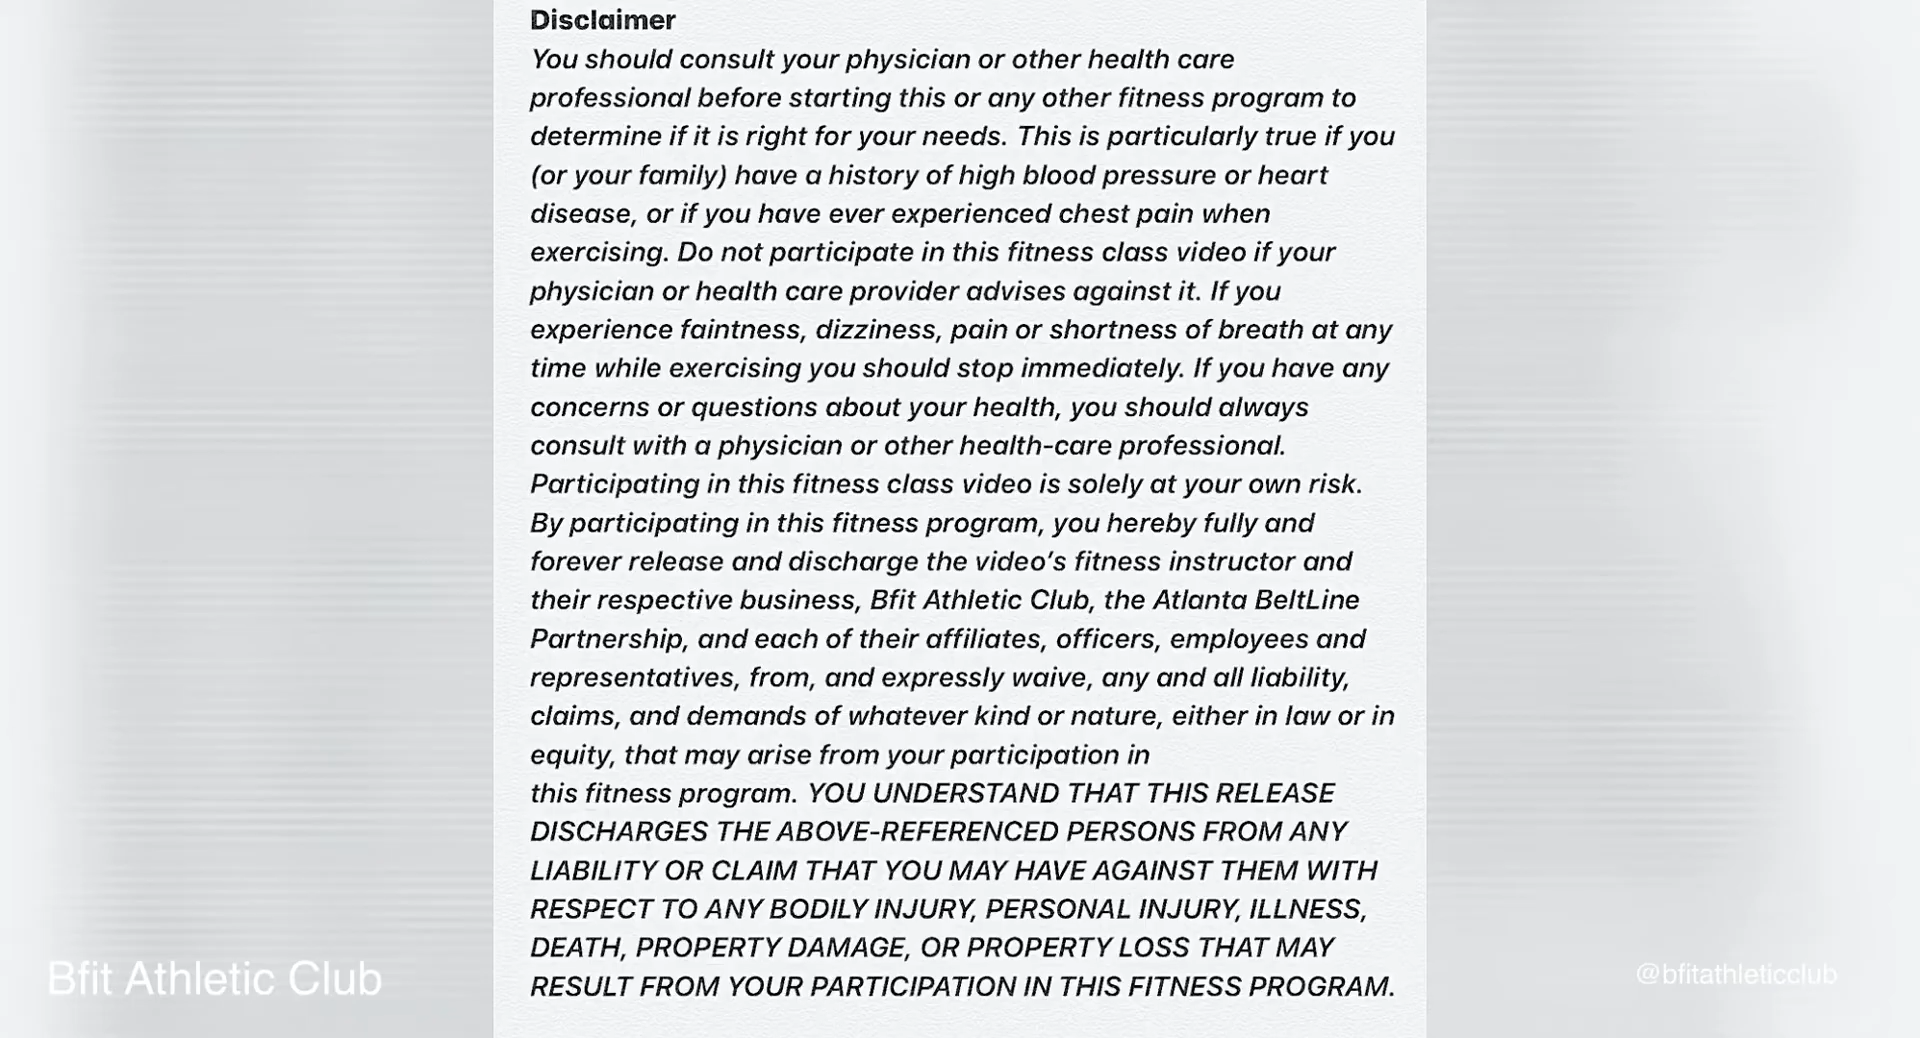 Disclaimer
You should consult your physician or other health care
professional before starting this or any other fitness program to
determine if it is right for your needs. This is particularly true if you
(or your family) have a history of high blood pressure or heart
disease, or if you have ever experienced chest pain when
exercising. Do not participate in this fitness class video if your
physician or health care provider advises against it. If you
experience faintness, dizziness, pain or shortness of breath at any
time while exercising you should stop immediately. If you have any
concerns or questions about your health, you should always
consult with a physician or other health-care professional.
Participating in this fitness class video is solely at your own risk.
By participating in this fitness program, you hereby fully and
forever release and discharge the video’s fitness instructor and
their respective business, Bfit Athletic Club, the Atlanta BeltLine
Partnership, and each of their affiliates, officers, employees and
representatives, from, and expressly waive, any and all liability,
claims, and demands of whatever kind or nature, either in law or in
equity, that may arise from your participation in
this fitness program. YOU UNDERSTAND THAT THIS RELEASE
DISCHARGES THE ABOVE-REFERENCED PERSONS FROM ANY
LIABILITY OR CLAIM THAT YOU MAY HAVE AGAINST THEM WITH
RESPECT TO ANY BODILY INJURY, PERSONAL INJURY, ILLNESS,
DEATH, PROPERTY DAMAGE, OR PROPERTY LOSS THAT MAY
RESULT FROM YOUR PARTICIPATION IN THIS FITNESS PROGRAM.
Bfit Athletic Club
@bfitathleticclub